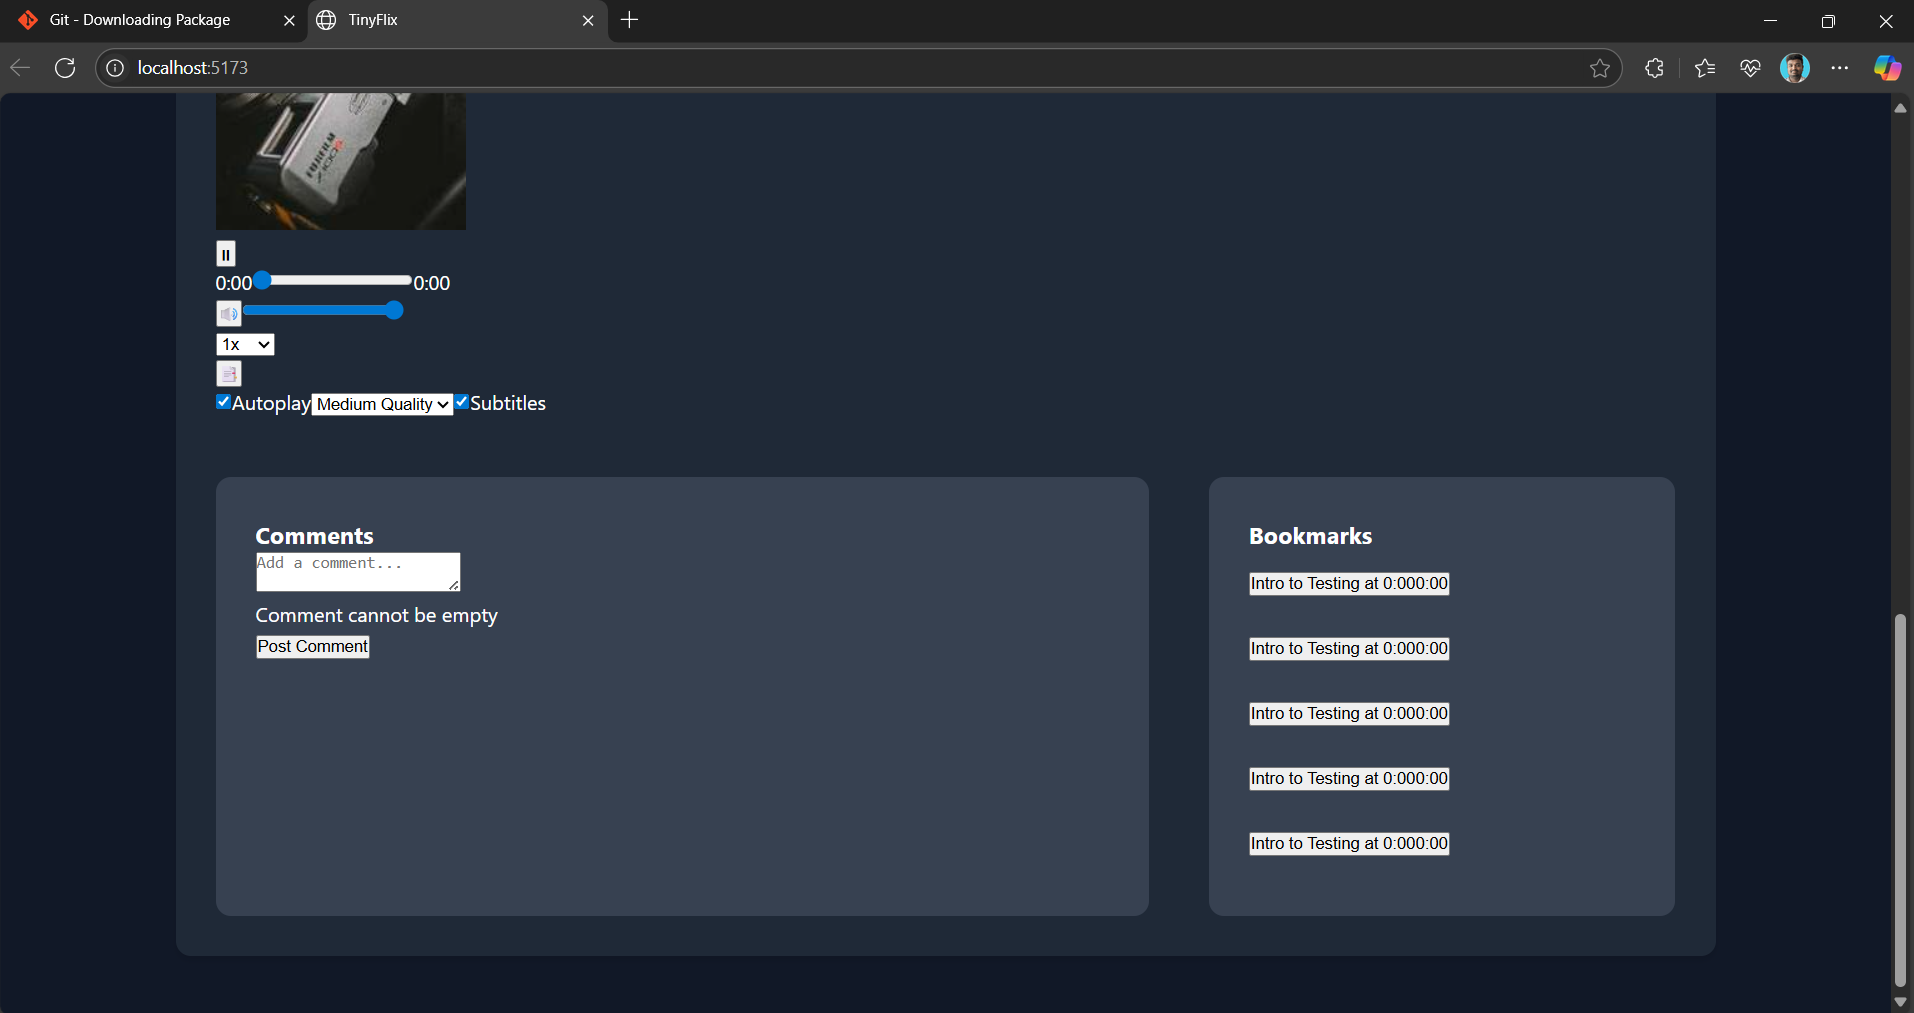 Git - Downloading Package
TinyFlix
localhost:5173
FUJIFILM
X100
0:00 0:00
1x
Autoplay Medium Quality Subtitles
Comments
Add a comment...
Comment cannot be empty
Post Comment
Bookmarks
Intro to Testing at 0:000:00
Intro to Testing at 0:000:00
Intro to Testing at 0:000:00
Intro to Testing at 0:000:00
Intro to Testing at 0:000:00